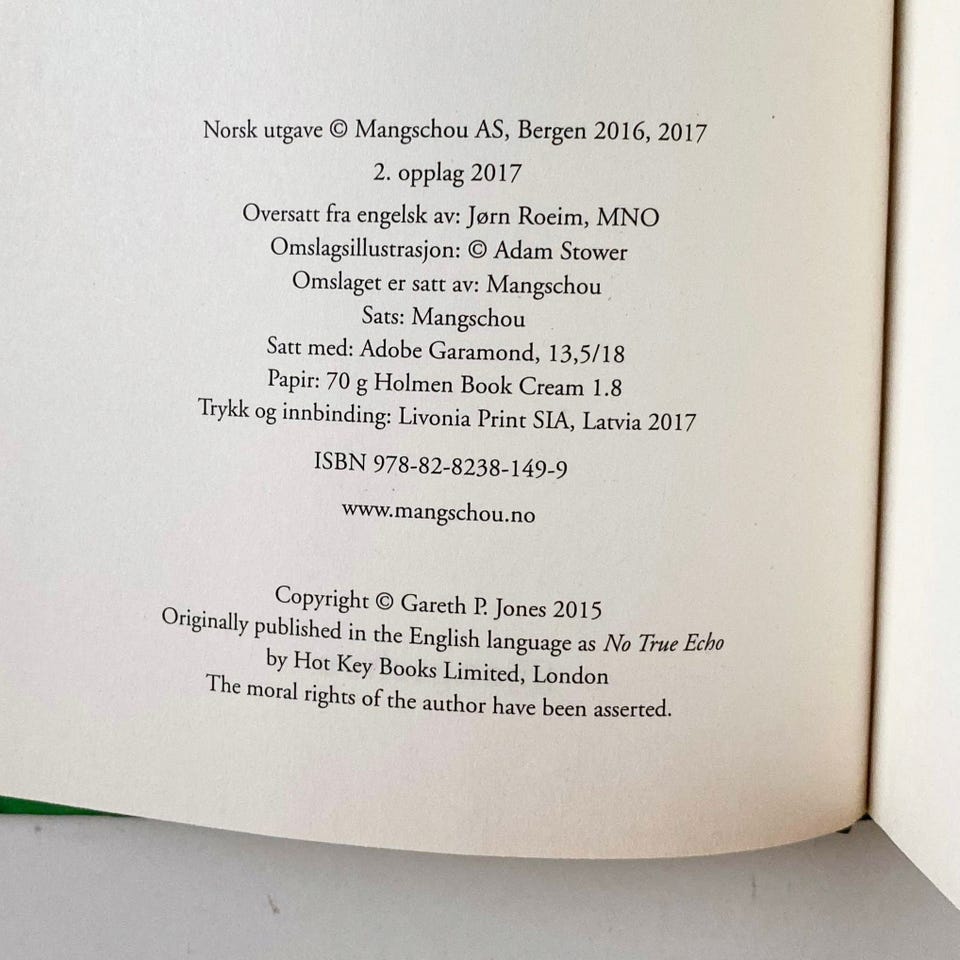 Norsk utgave © Mangschou AS, Bergen 2016, 2017
2. opplag 2017
Oversatt fra engelsk av: Jørn Roeim, MNO
Omslagsillustrasjon: © Adam Stower
Omslaget er satt av: Mangschou
Sats: Mangschou
Satt med: Adobe Garamond, 13,5/18
Papir: 70 g Holmen Book Cream 1.8
Trykk og innbinding: Livonia Print SIA, Latvia 2017
ISBN 978-82-8238-149-9
www.mangschou.no
Copyright © Gareth P. Jones 2015
Originally published in the English language as No True Echo
by Hot Key Books Limited, London
The moral rights of the author have been asserted.